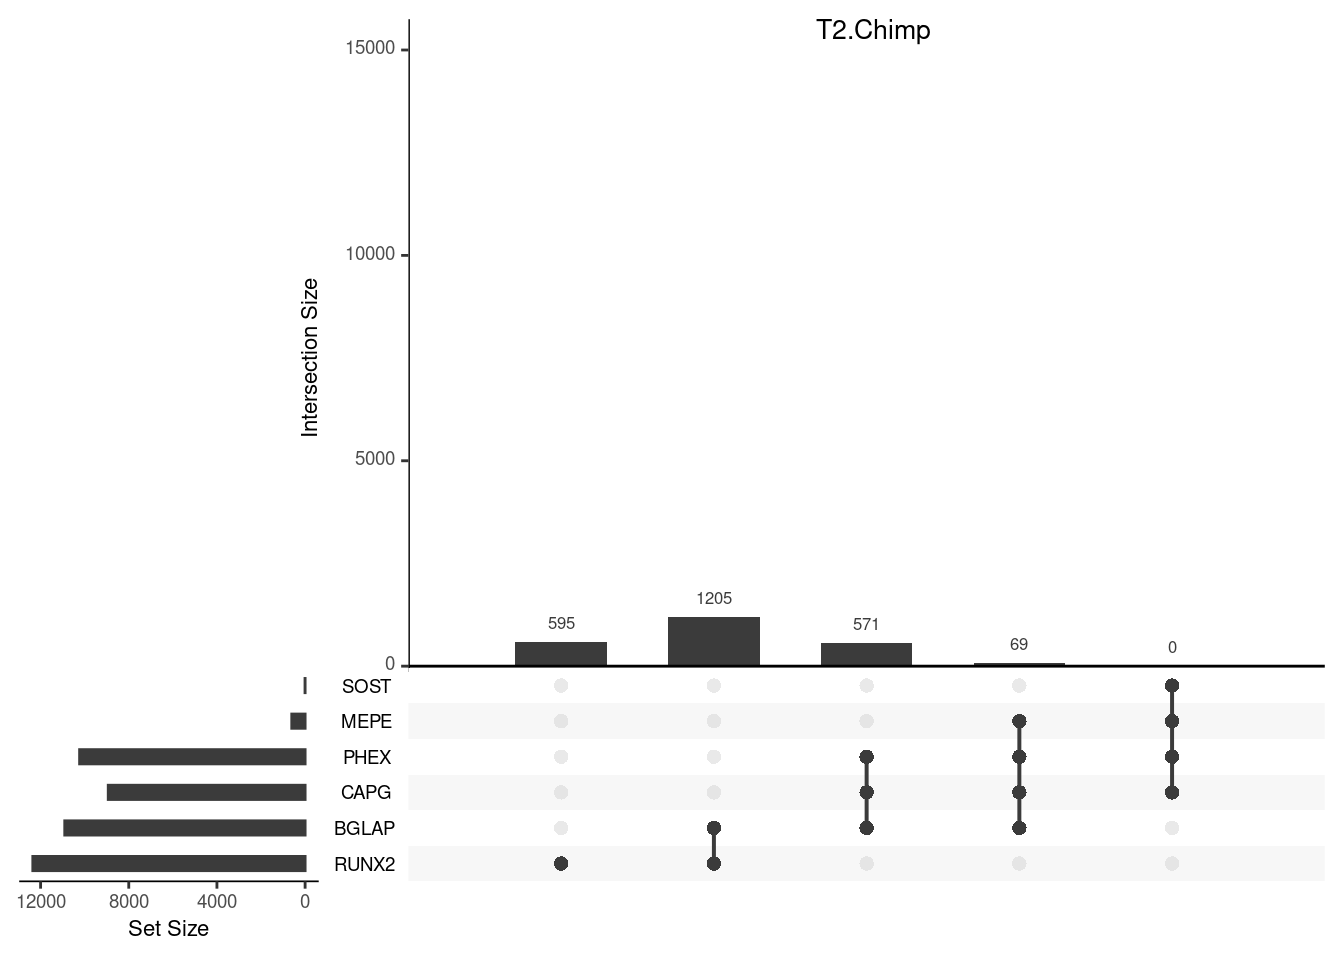 T2.Chimp
15000
10000
5000
0
Intersection Size
595
1205
571
69
0
SOST
MEPE
PHEX
CAPG
BGLAP
RUNX2
12000 8000 4000 0
Set Size